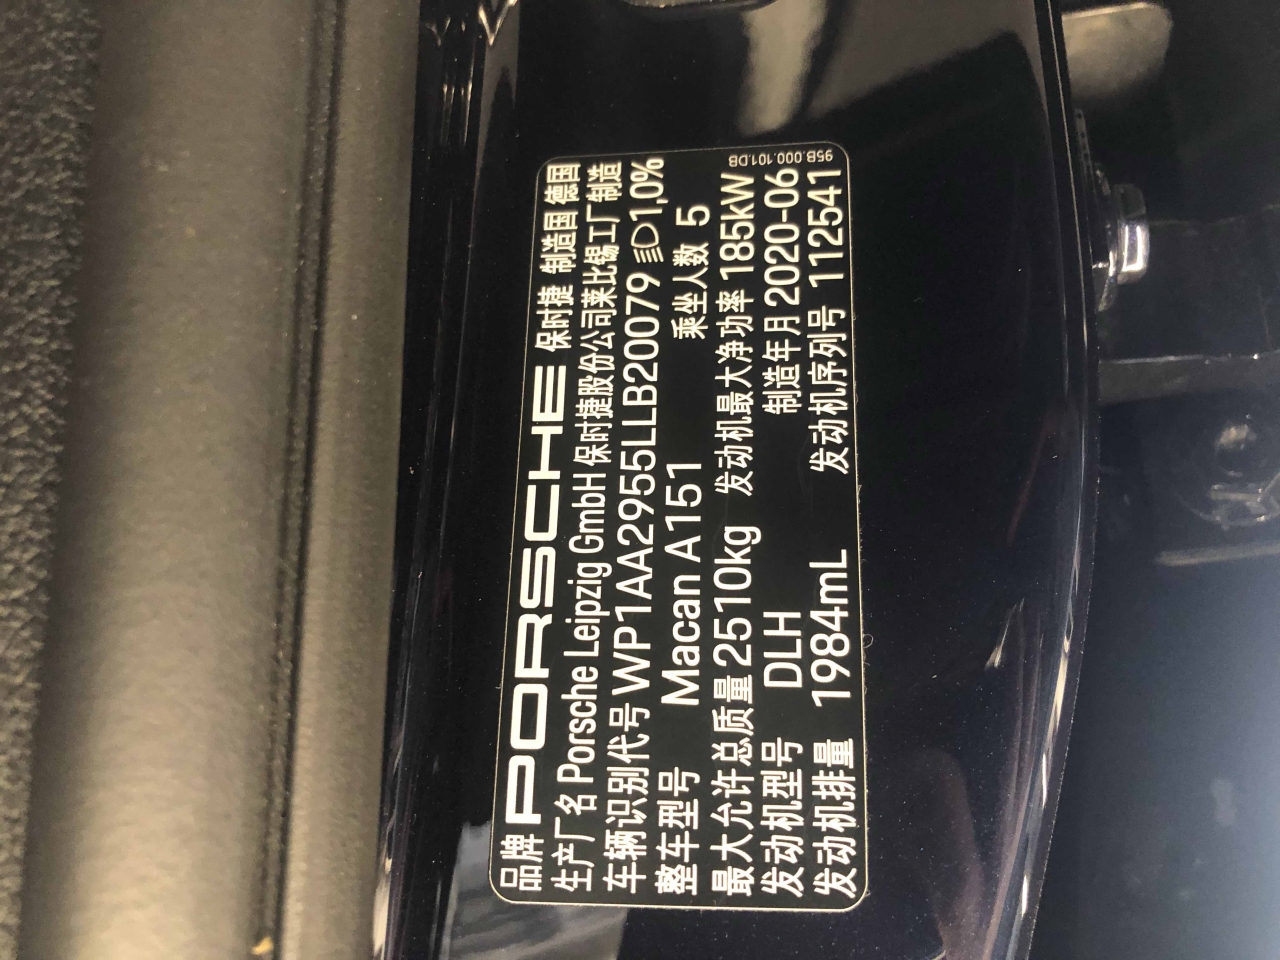 品牌 PORSCHE 保时捷 制造国 德国
生产厂名 Porsche Leipzig GmbH 保时捷股份公司莱比锡工厂制造
车辆识别代号 WP1AA2955LLB20079 1,0%
整车型号 Macan A151 乘坐人数 5
最大允许总质量 2510kg 发动机最大净功率 185kW
发动机型号 DLH 制造年月 2020-06
发动机排量 1984mL 发动机序列号 112541
95B.000.101.DB